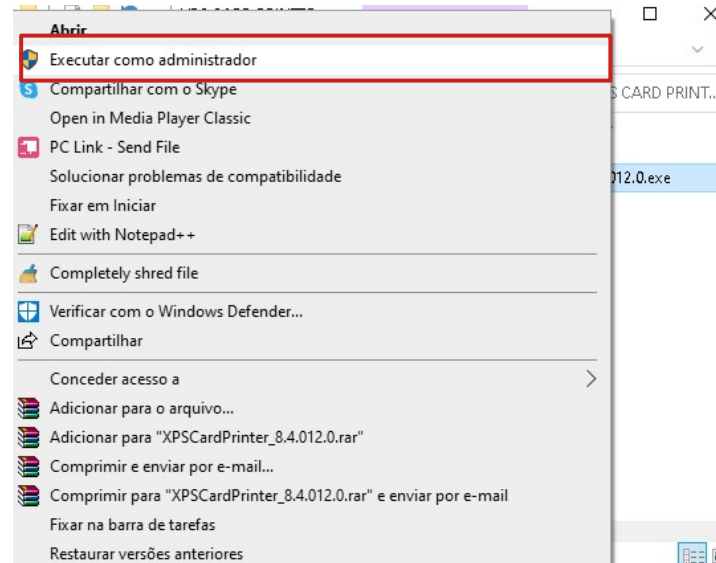 Abrir
Executar como administrador
Compartilhar com o Skype
S CARD PRINT...
Open in Media Player Classic
PC Link - Send File
Solucionar problemas de compatibilidade
012.0.exe
Fixar em Iniciar
Edit with Notepad++
Completely shred file
Verificar com o Windows Defender...
Compartilhar
Conceder acesso a
Adicionar para o arquivo...
Adicionar para "XPSCardPrinter_8.4.012.0.rar"
Comprimir e enviar por e-mail...
Comprimir para "XPSCardPrinter_8.4.012.0.rar" e enviar por e-mail
Fixar na barra de tarefas
Restaurar versões anteriores